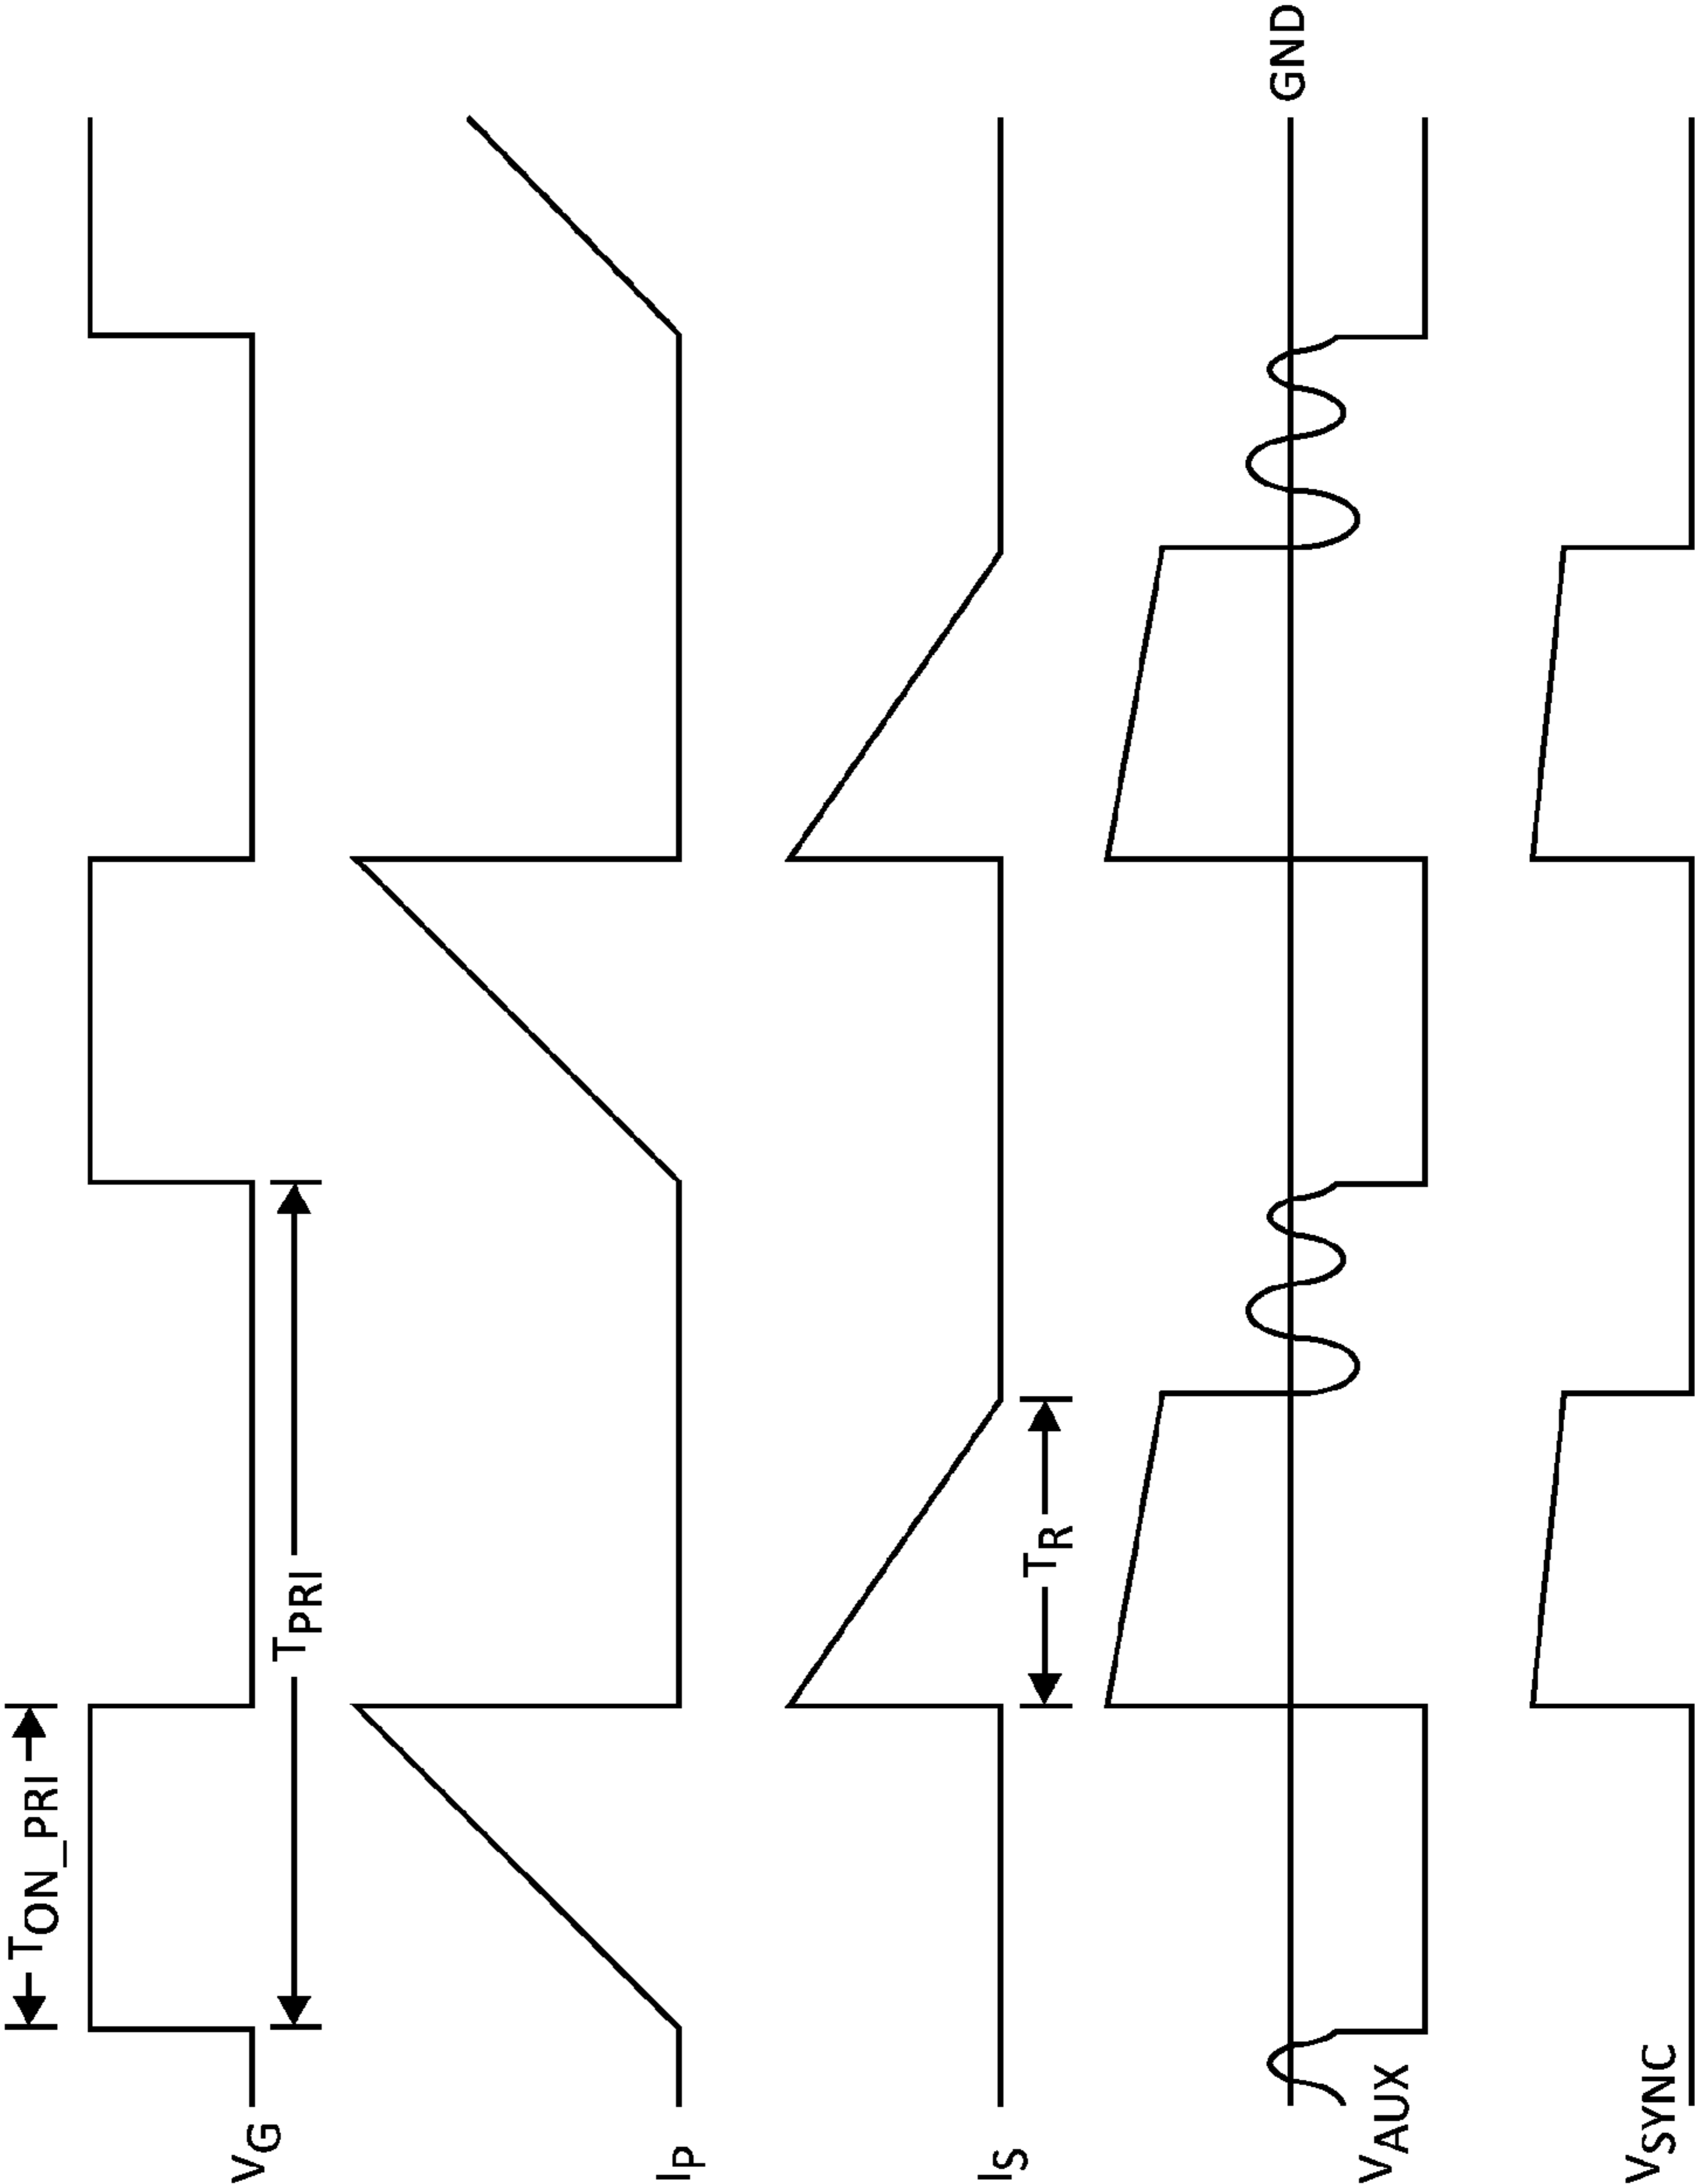 T_ON_PRI
V_G
T_PRI
I_P
I_S
T_R
GND
V_AUX
V_SYNC